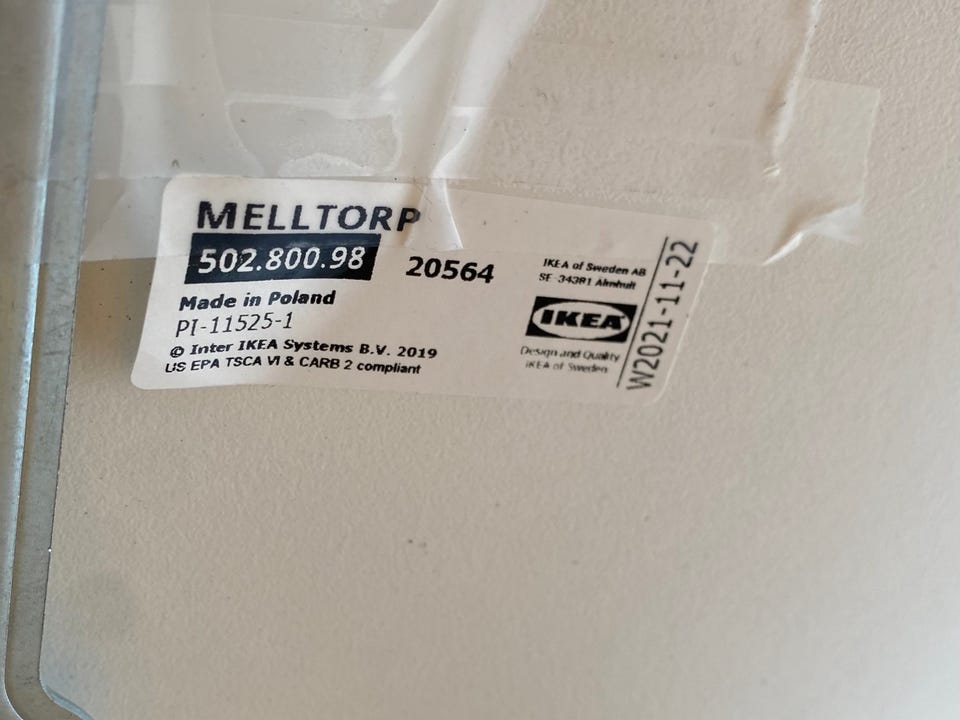 MELLTORP
502.800.98
20564
Made in Poland
PI-11525-1
© Inter IKEA Systems B.V. 2019
US EPA TSCA VI & CARB 2 compliant
IKEA of Sweden AB
SE-343R1 Älmhult
IKEA
Design and Quality
IKEA of Sweden
W2021-11-22